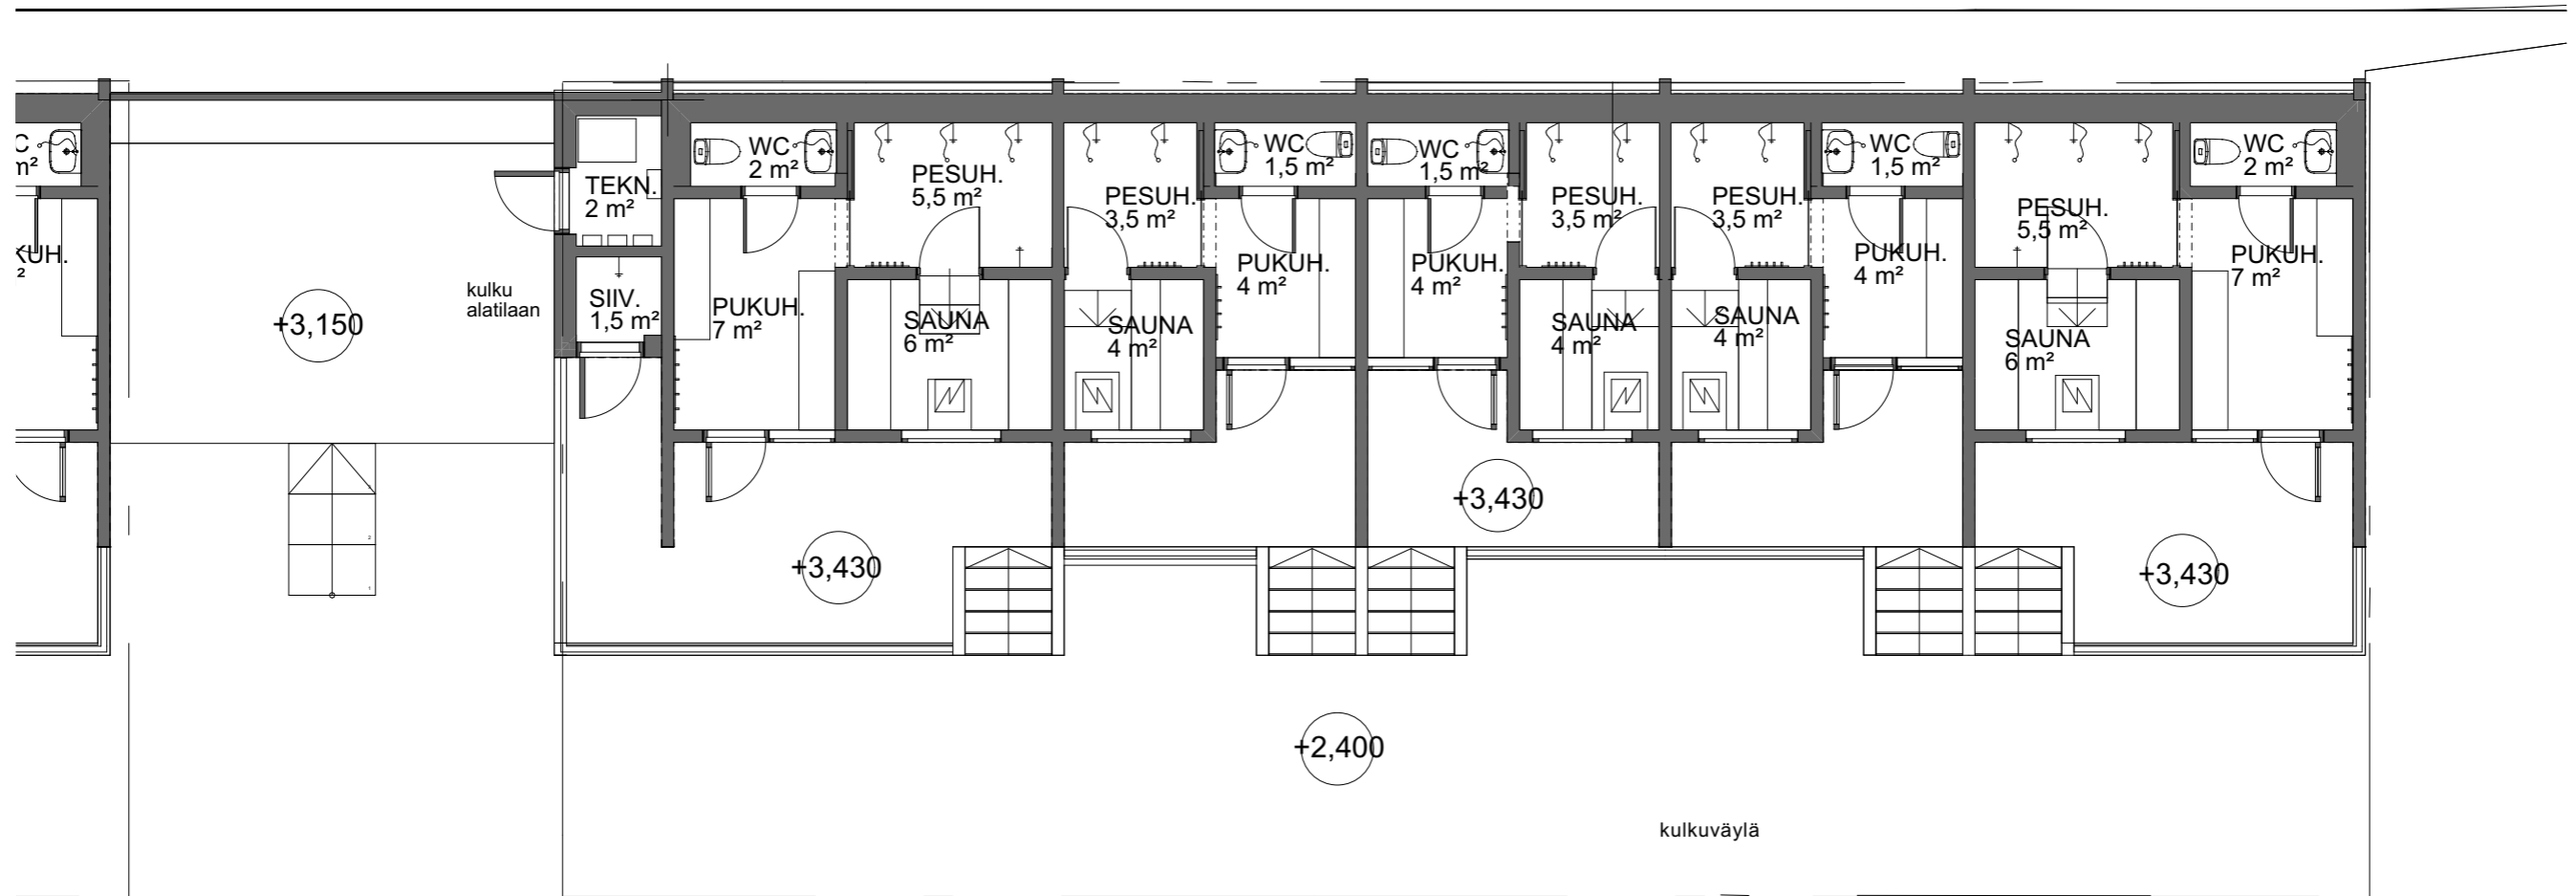 C
m²
KUH.
²
+3,150
kulku
alatilaan
TEKN.
2 m²
SIIV.
1,5 m²
WC
2 m²
PESUH.
5,5 m²
PUKUH.
7 m²
SAUNA
6 m²
+3,430
PESUH.
3,5 m²
SAUNA
4 m²
WC
1,5 m²
PUKUH.
4 m²
WC
1,5 m²
PUKUH.
4 m²
PESUH.
3,5 m²
SAUNA
4 m²
+3,430
PESUH.
3,5 m²
SAUNA
4 m²
WC
1,5 m²
PUKUH.
4 m²
PESUH.
5,5 m²
SAUNA
6 m²
WC
2 m²
PUKUH.
7 m²
+3,430
+2,400
kulkuväylä